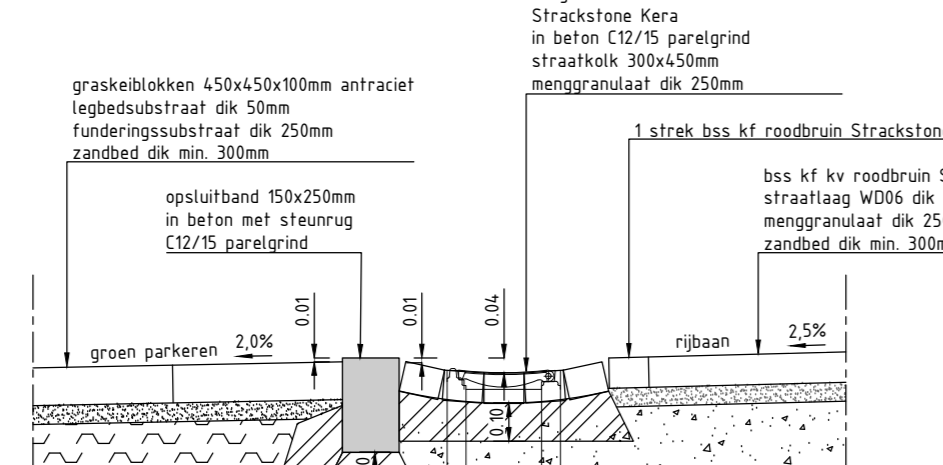 Strackstone Kera
in beton C12/15 parelgrind
straatkolk 300x450mm
menggranulaat dik 250mm
graskeiblokken 450x450x100mm antraciet
legbedsubstraat dik 50mm
funderingssubstraat dik 250mm
zandbed dik min. 300mm
1 strek bss kf roodbruin Strackstone
opsluitband 150x250mm
in beton met steunrug
C12/15 parelgrind
bss kf kv roodbruin
straatlaag WD06 dik
menggranulaat dik
zandbed dik min.
0.01
0.01
0.04
groen parkeren
2,0%
rijbaan
2,5%
0.10